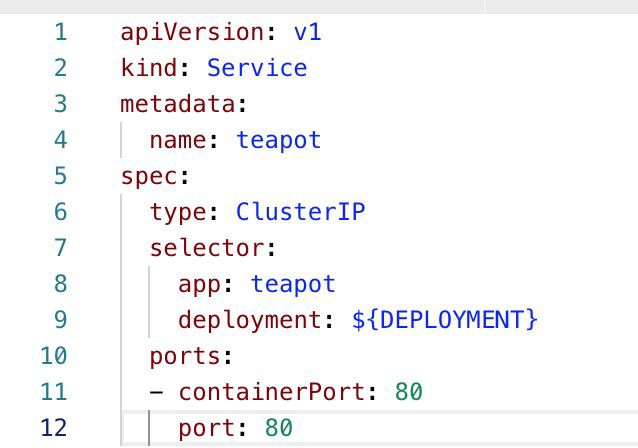 1 apiVersion: v1
2 kind: Service
3 metadata:
4   name: teapot
5 spec:
6   type: ClusterIP
7   selector:
8     app: teapot
9     deployment: ${DEPLOYMENT}
10   ports:
11   - containerPort: 80
12     port: 80